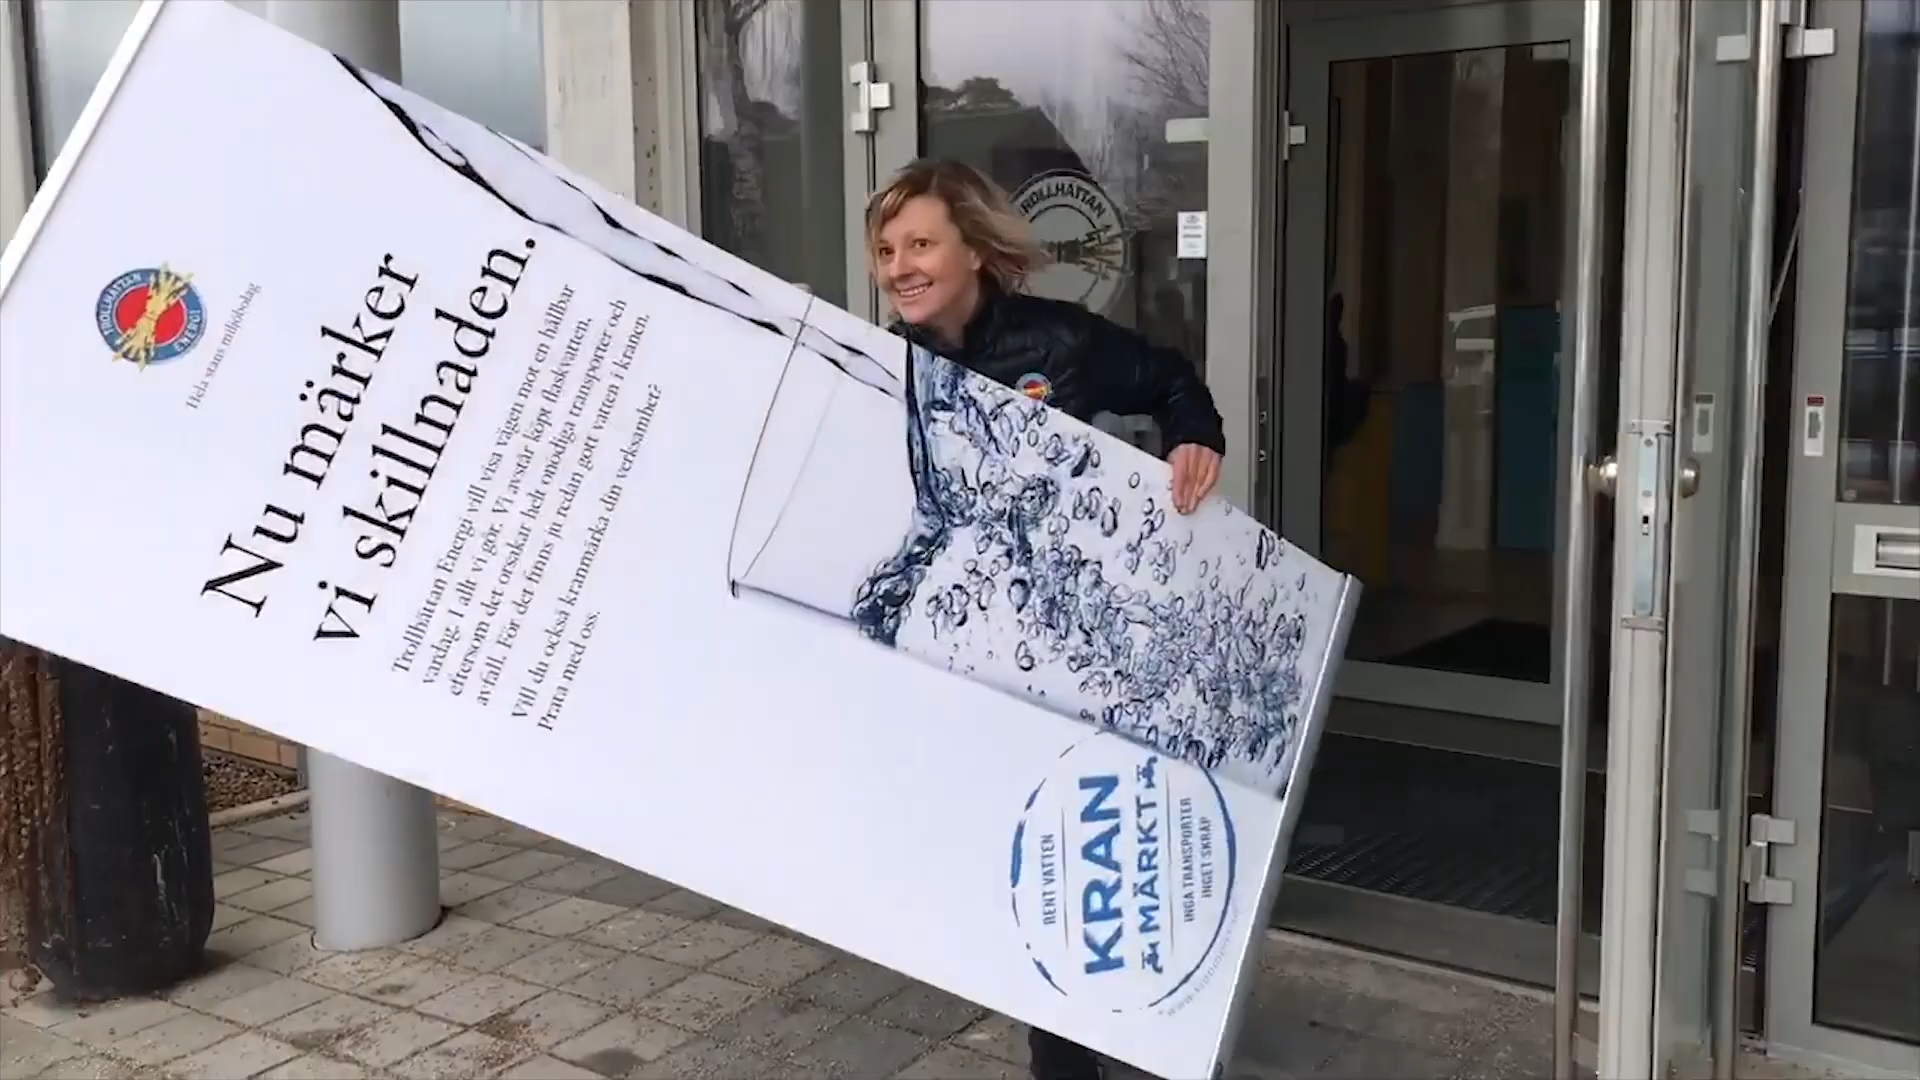 TROLLHÄTTAN
ENERGI
Hela stans miljöbolag
Nu märker
vi skillnaden.
Trollhättan Energi vill visa vägen mot en hållbar
vardag. I allt vi gör. Vi avstår köpt flaskvatten,
eftersom det orsakar helt onödiga transporter och
avfall. För det finns ju redan gott vatten i kranen.
Vill du också kranmärka din verksamhet?
Prata med oss.
RENT VATTEN
KRAN
MÄRKT
INGA TRANSPORTER
INGET SKRAP
TROLLHÄTTAN